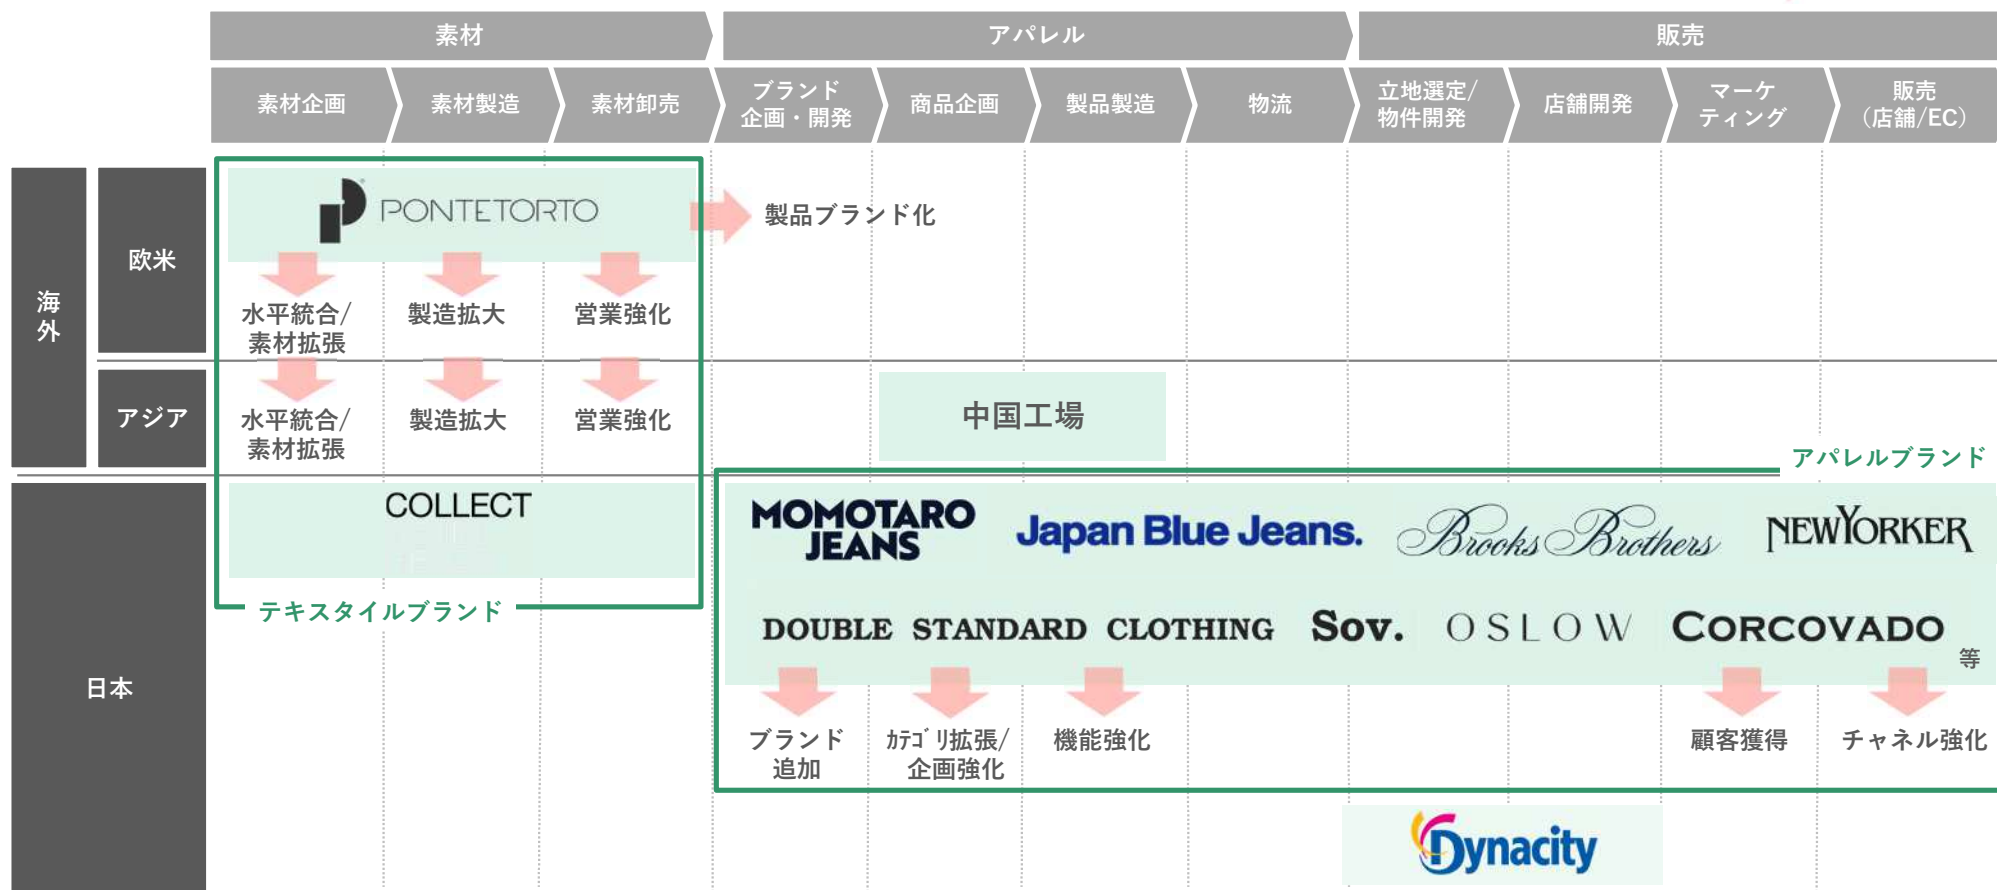 素材
アパレル
販売
素材企画
素材製造
素材卸売
ブランド
企画・開発
商品企画
製品製造
物流
立地選定/
物件開発
店舗開発
マーケ
ティング
販売
(店舗/EC)
海外
欧米
PONTETORTO
製品ブランド化
水平統合/
素材拡張
製造拡大
営業強化
アジア
水平統合/
素材拡張
製造拡大
営業強化
中国工場
アパレルブランド
日本
COLLECT
テキスタイルブランド
MOMOTARO
JEANS
Japan Blue Jeans.
Brooks Brothers
NEWYORKER
DOUBLE STANDARD CLOTHING
Sov.
OSLOW
CORCOVADO
等
ブランド
追加
ｶﾃｺﾞﾘ拡張/
企画強化
機能強化
顧客獲得
チャネル強化
Dynacity